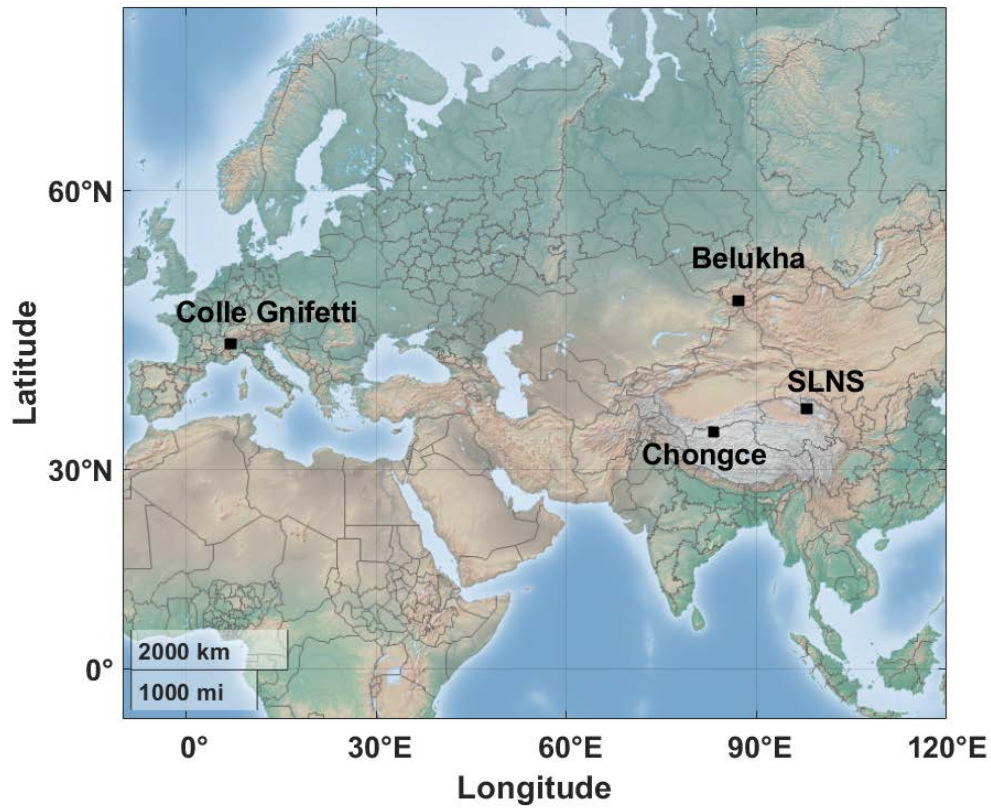 60°N
Belukha
Colle Gnifetti
SLNS
Latitude
Chongce
30°N
2000 km
0°
1000 mi
0° 30°E 60°E 90°E 120°E
Longitude